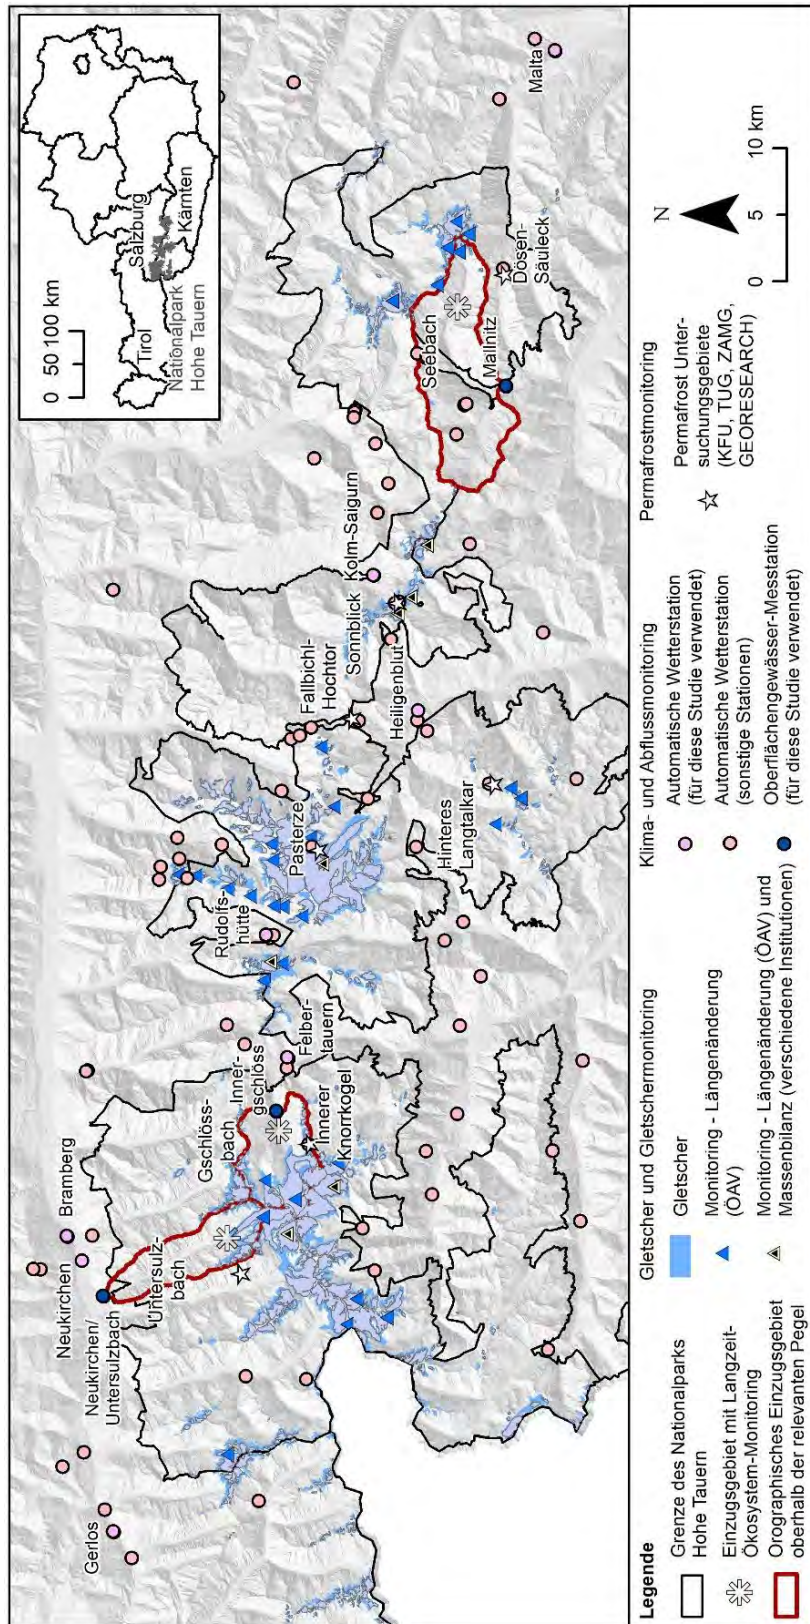 Gerlos
Neukirchen
Bramberg
Neukirchen/
Untersulzbach
Untersulz-
bach
Gschlöss-
bach
Inner-
gschlöss
Felber-
tauern
Innerer
Knorrkogel
Rudolfs-
hütte
Pasterze
Hinteres
Langtalkar
Fallbichl-
Hochtor
Heiligenblut
Sonnblick
Kolm-Saigurn
Seebach
Mallnitz
Dösen-
Säuleck
Malta
0 50 100 km
Tirol
Salzburg
Kärnten
Nationalpark
Hohe Tauern
Legende
Grenze des Nationalparks
Hohe Tauern
Einzugsgebiet mit Langzeit-
Ökosystem-Monitoring
Orographisches Einzugsgebiet
oberhalb der relevanten Pegel
Gletscher und Gletschermonitoring
Gletscher
Monitoring - Längenänderung
(ÖAV)
Monitoring - Längenänderung (ÖAV) und
Massenbilanz (verschiedene Institutionen)
Klima- und Abflussmonitoring
Automatische Wetterstation
(für diese Studie verwendet)
Automatische Wetterstation
(sonstige Stationen)
Oberflächengewässer-Messstation
(für diese Studie verwendet)
Permafrostmonitoring
Permafrost Unter-
suchungsgebiete
(KFU, TUG, ZAMG,
GEORESEARCH)
N
0 5 10 km